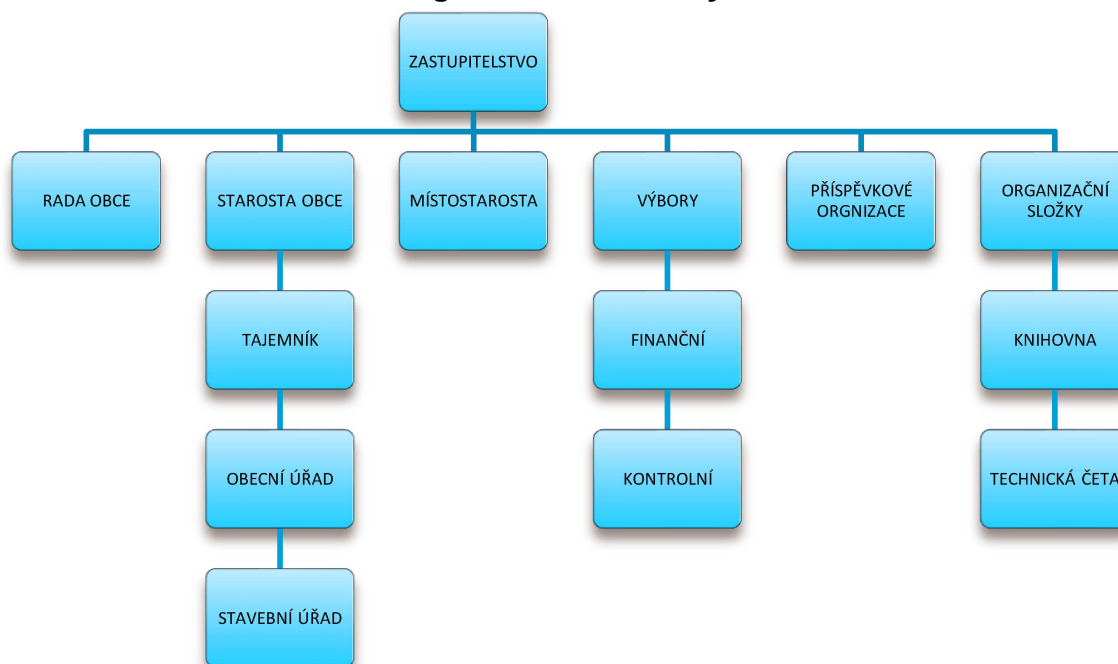 ZASTUPITELSTVO
RADA OBCE
STAROSTA OBCE
MÍSTOSTAROSTA
VÝBORY
PŘÍSPĚVKOVÉ
ORGNIZACE
ORGANIZAČNÍ
SLOŽKY
TAJEMNÍK
FINANČNÍ
KNIHOVNA
OBECNÍ ÚŘAD
KONTROLNÍ
TECHNICKÁ ČETA
STAVEBNÍ ÚŘAD